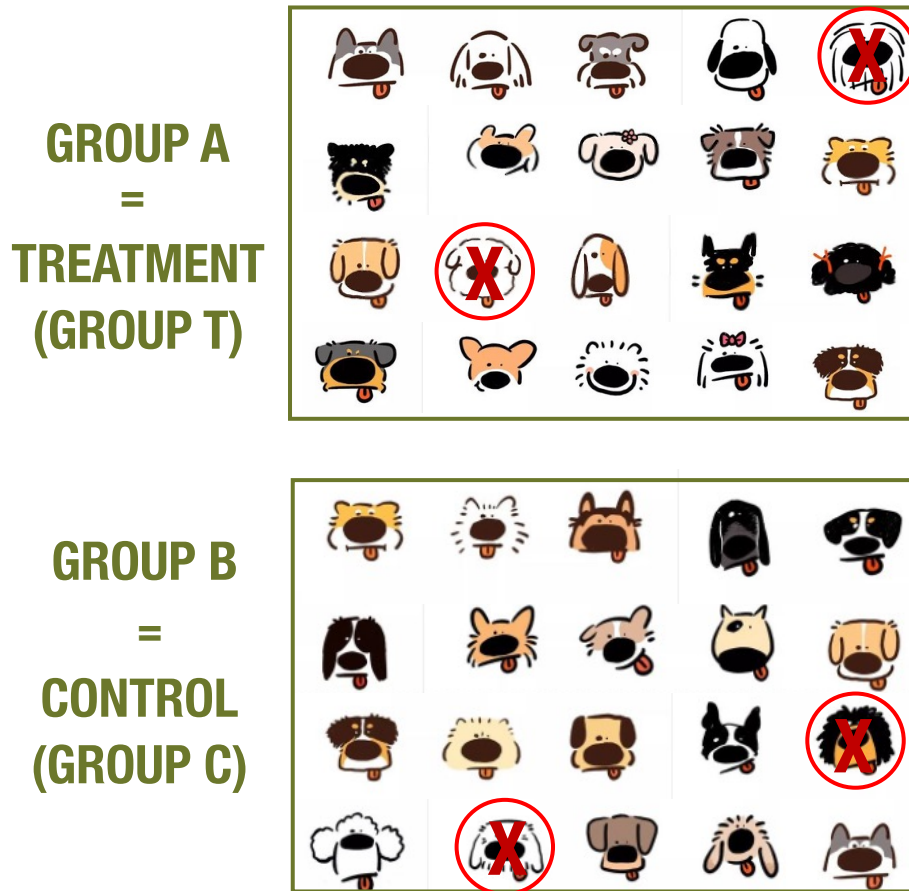 GROUP A
=
TREATMENT
(GROUP T)
X
X
GROUP B
=
CONTROL
(GROUP C)
X
X